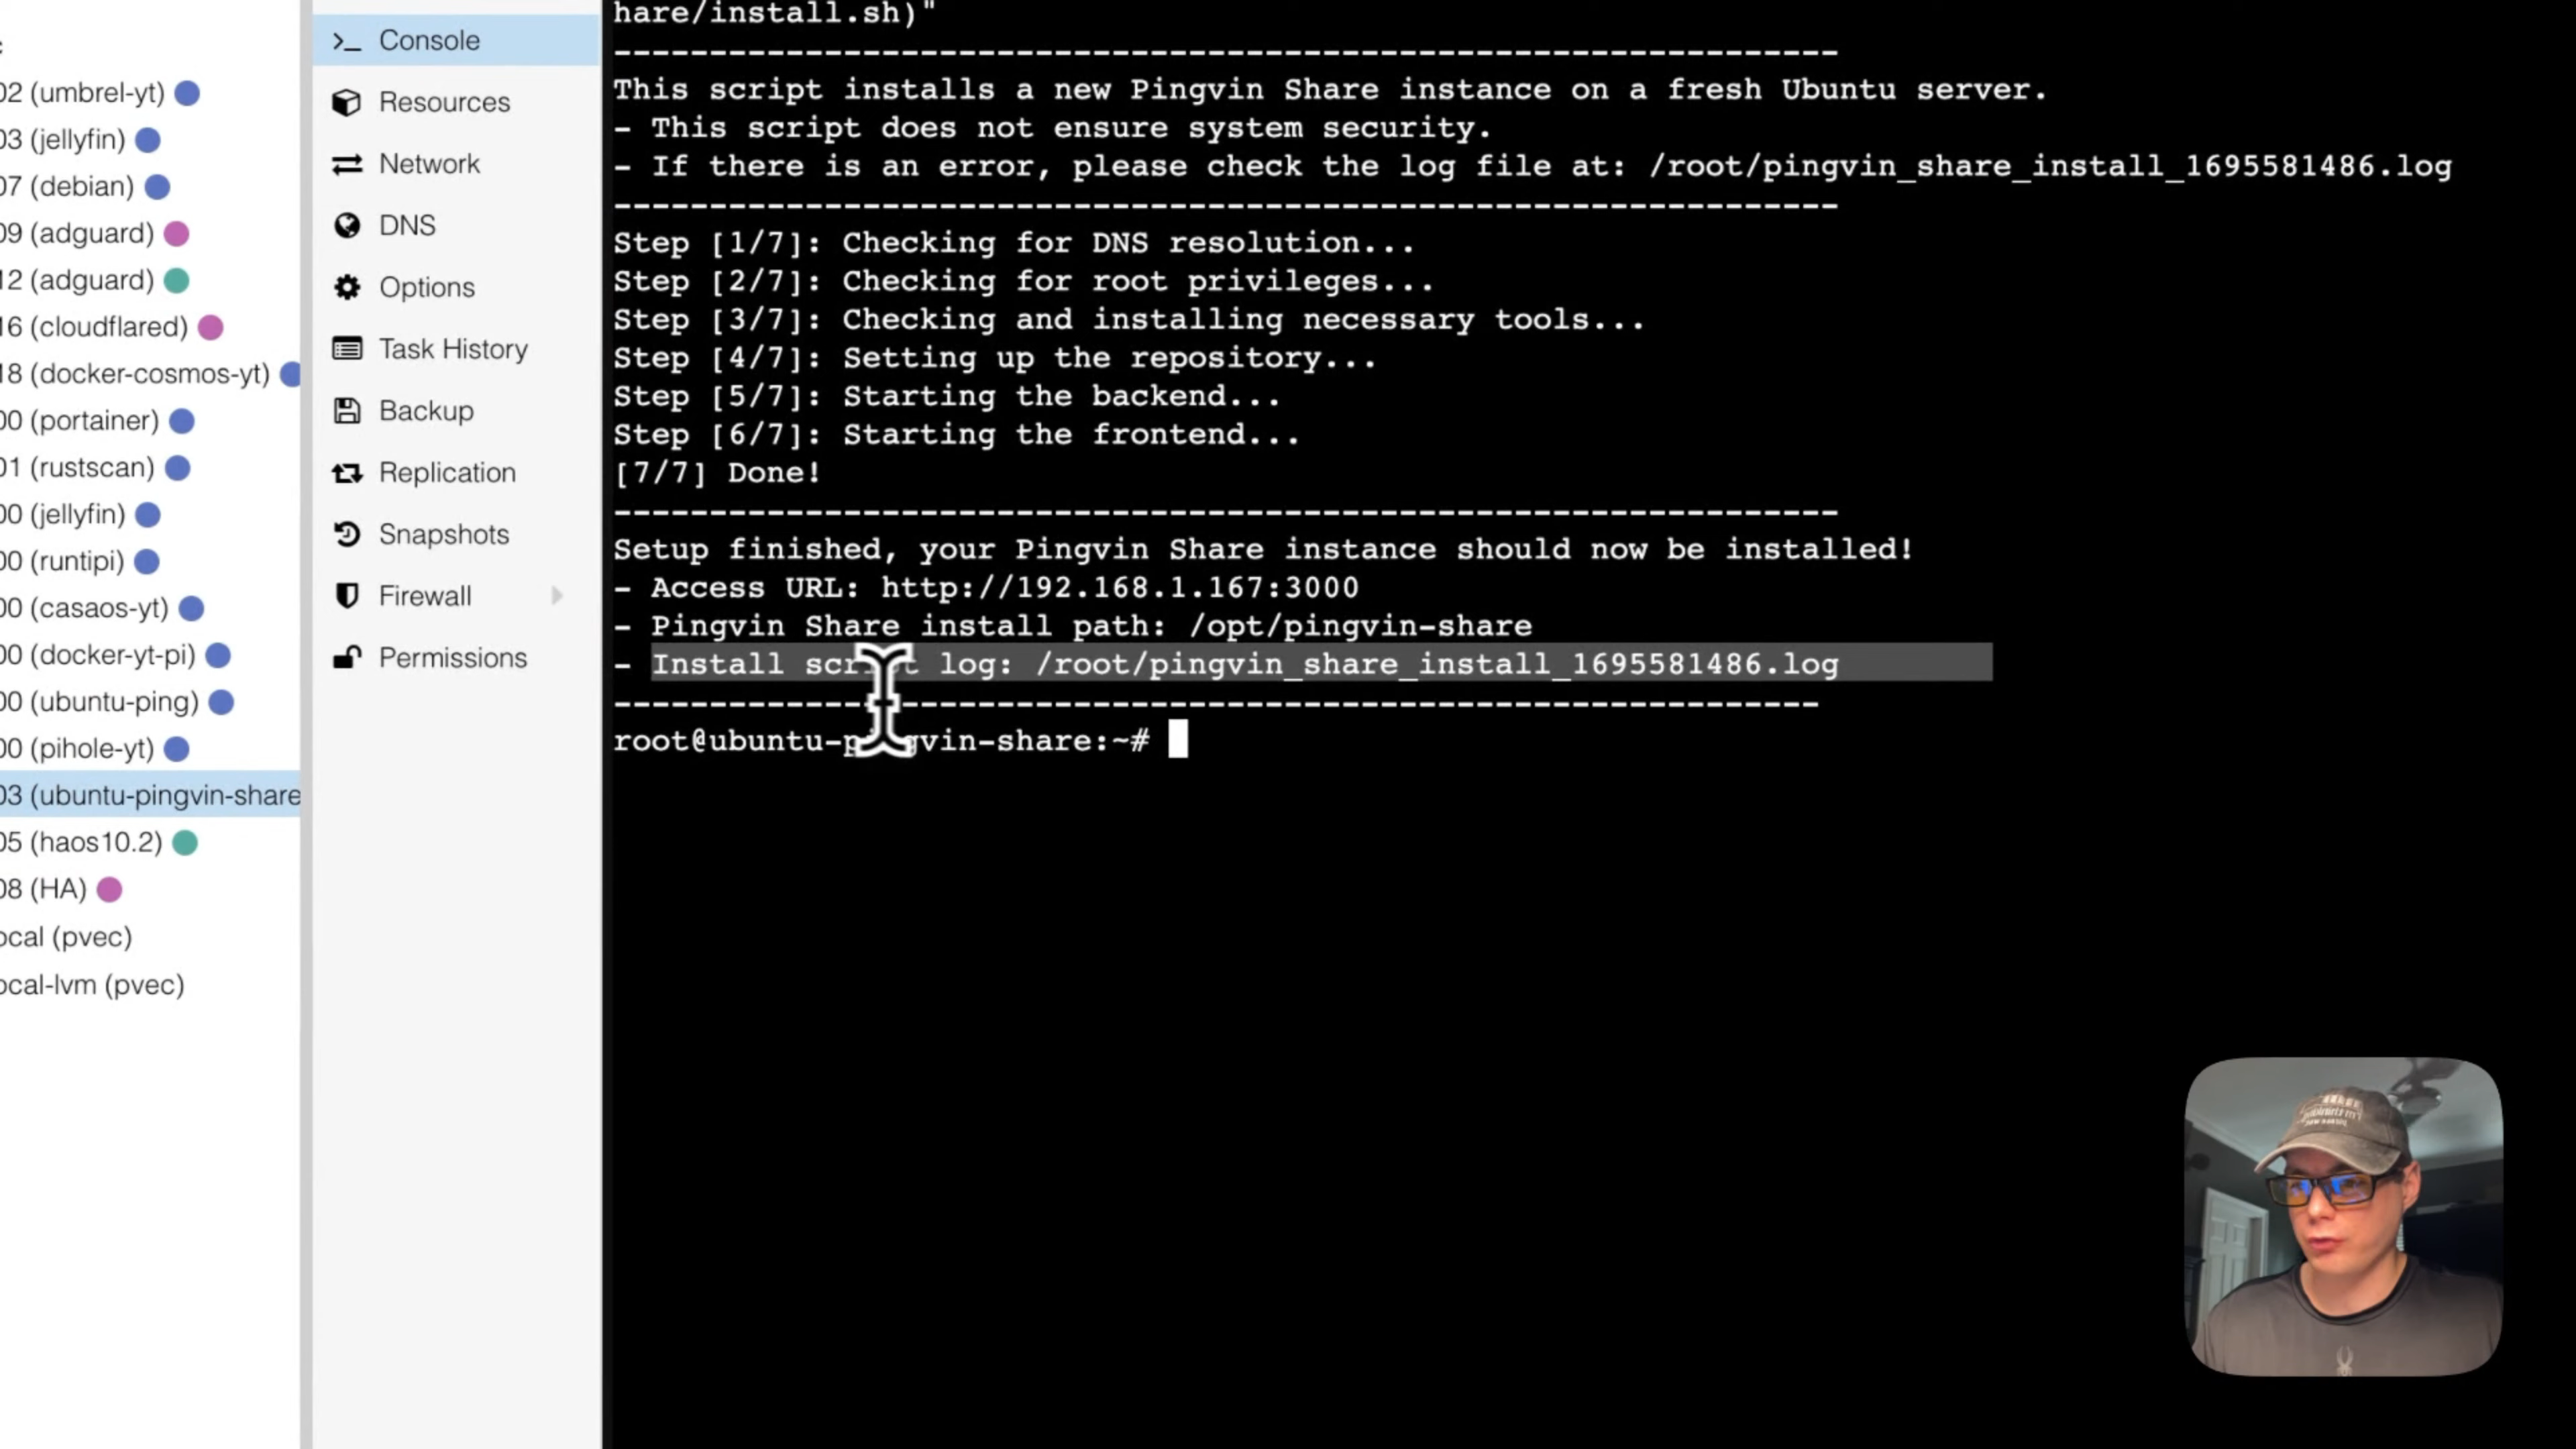 02 (umbrel-yt)
03 (jellyfin)
07 (debian)
09 (adguard)
12 (adguard)
16 (cloudflared)
18 (docker-cosmos-yt)
00 (portainer)
01 (rustscan)
00 (jellyfin)
00 (runtipi)
00 (casaos-yt)
00 (docker-yt-pi)
00 (ubuntu-ping)
00 (pihole-yt)
03 (ubuntu-pingvin-share
05 (haos10.2)
08 (HA)
ocal (pvec)
ocal-lvm (pvec)
Console
Resources
Network
DNS
Options
Task History
Backup
Replication
Snapshots
Firewall
Permissions
hare/install.sh)"
----------------------------------------------------------------
This script installs a new Pingvin Share instance on a fresh Ubuntu server.
- This script does not ensure system security.
- If there is an error, please check the log file at: /root/pingvin_share_install_1695581486.log
----------------------------------------------------------------
Step [1/7]: Checking for DNS resolution...
Step [2/7]: Checking for root privileges...
Step [3/7]: Checking and installing necessary tools...
Step [4/7]: Setting up the repository...
Step [5/7]: Starting the backend...
Step [6/7]: Starting the frontend...
[7/7] Done!
----------------------------------------------------------------
Setup finished, your Pingvin Share instance should now be installed!
- Access URL: http://192.168.1.167:3000
- Pingvin Share install path: /opt/pingvin-share
- Install script log: /root/pingvin_share_install_1695581486.log
---------------------------------------------------------------
root@ubuntu-pingvin-share:~#